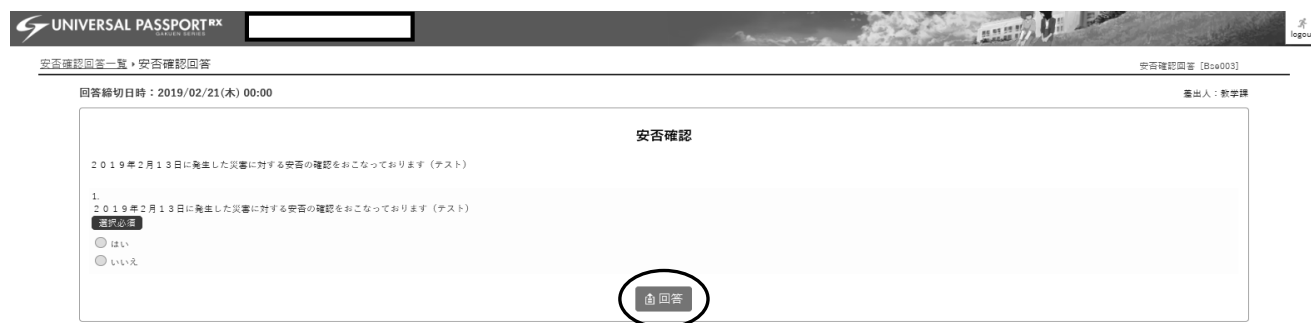 UNIVERSAL PASSPORT RX
GAKUEN SERIES
logou
安否確認回答一覧 › 安否確認回答
安否確認回答 [Bsa003]
回答締切日時：2019/02/21(木) 00:00
差出人：教学課
安否確認
２０１９年２月１３日に発生した災害に対する安否の確認をおこなっております（テスト）
1.
２０１９年２月１３日に発生した災害に対する安否の確認をおこなっております（テスト）
選択必須
はい
いいえ
回答